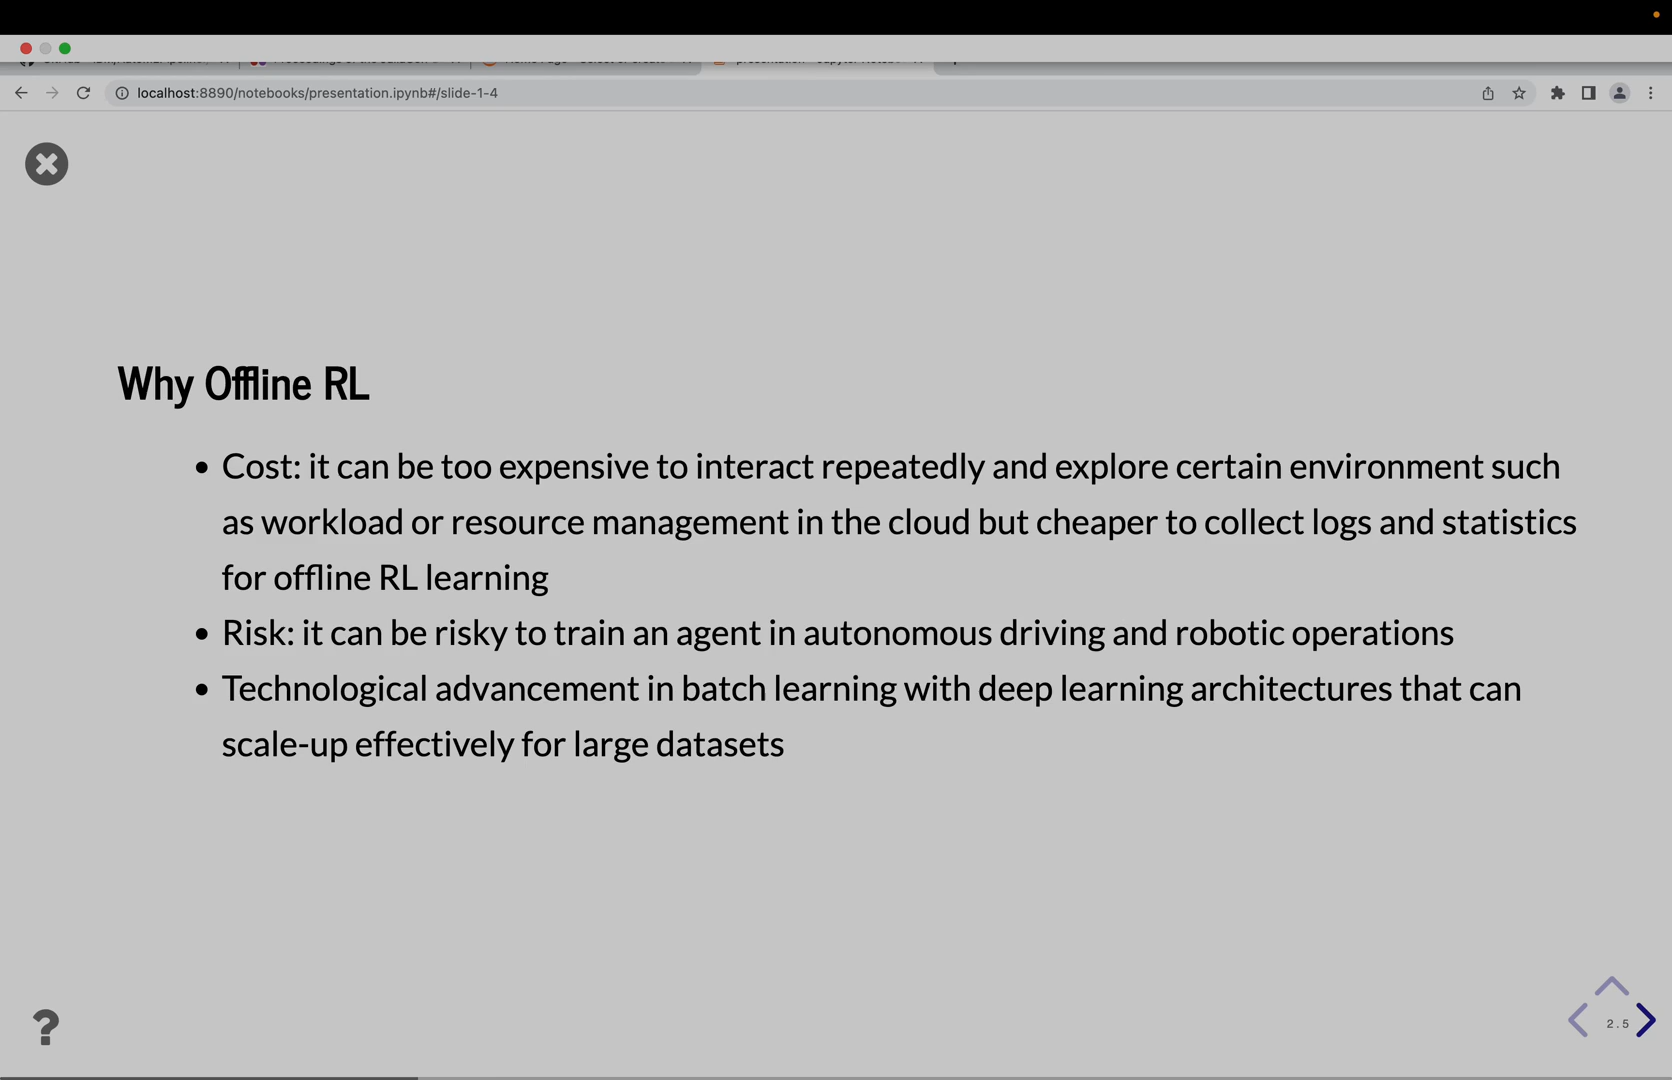 localhost:8890/notebooks/presentation.ipynb#/slide-1-4
Why Offline RL
• Cost: it can be too expensive to interact repeatedly and explore certain environment such
as workload or resource management in the cloud but cheaper to collect logs and statistics
for offline RL learning
• Risk: it can be risky to train an agent in autonomous driving and robotic operations
• Technological advancement in batch learning with deep learning architectures that can
scale-up effectively for large datasets
?
2.5